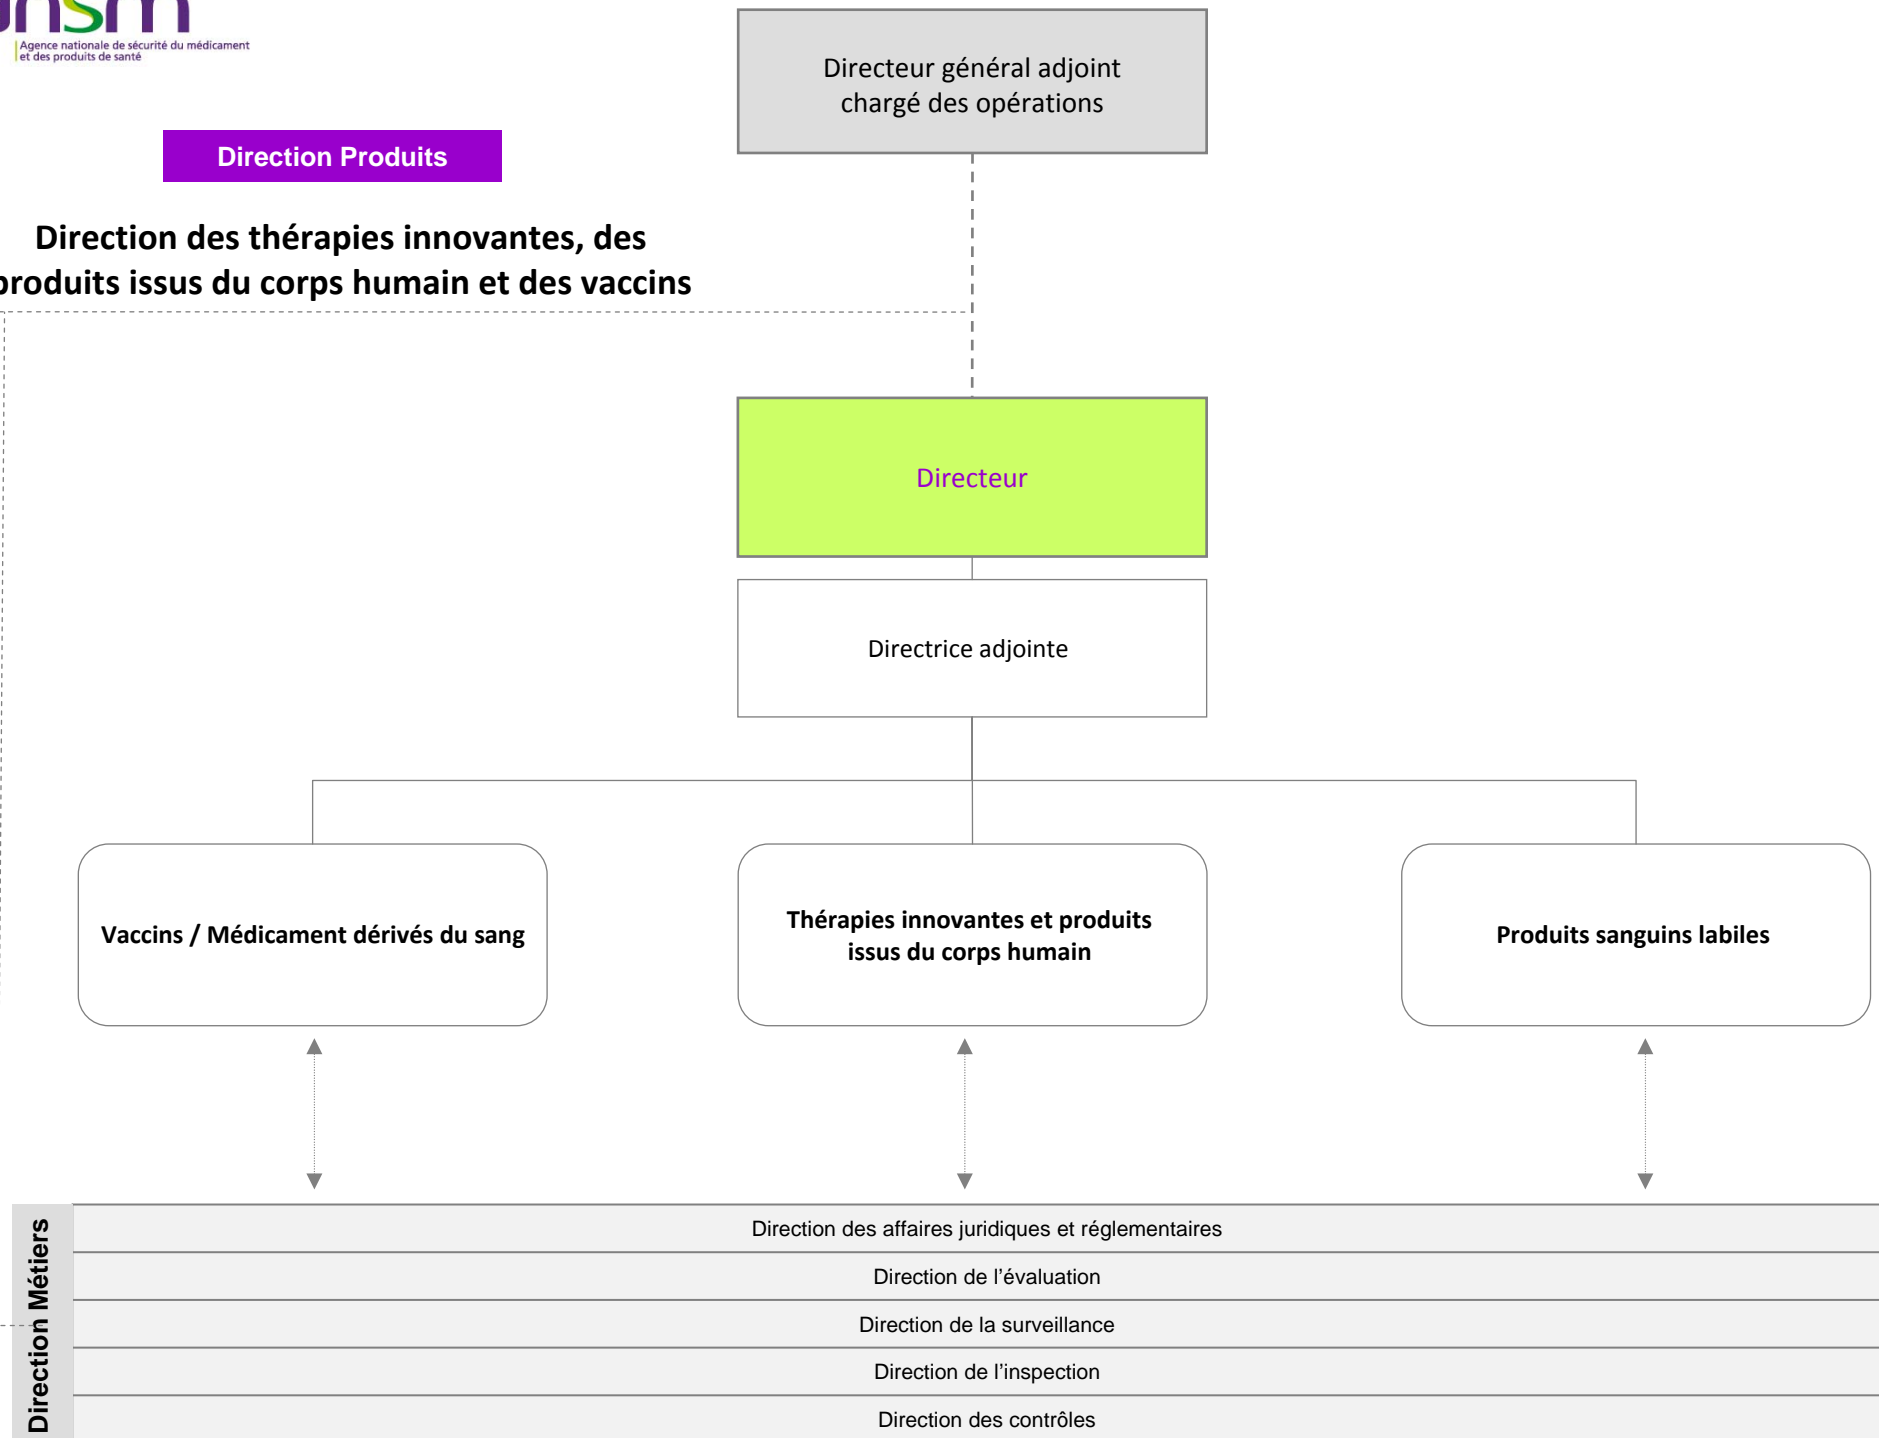 ansm
Agence nationale de sécurité du médicament
et des produits de santé
Directeur général adjoint
chargé des opérations
Direction Produits
Direction des thérapies innovantes, des
produits issus du corps humain et des vaccins
Directeur
Directrice adjointe
Vaccins / Médicament dérivés du sang
Thérapies innovantes et produits
issus du corps humain
Produits sanguins labiles
Direction Métiers
Direction des affaires juridiques et réglementaires
Direction de l’évaluation
Direction de la surveillance
Direction de l’inspection
Direction des contrôles